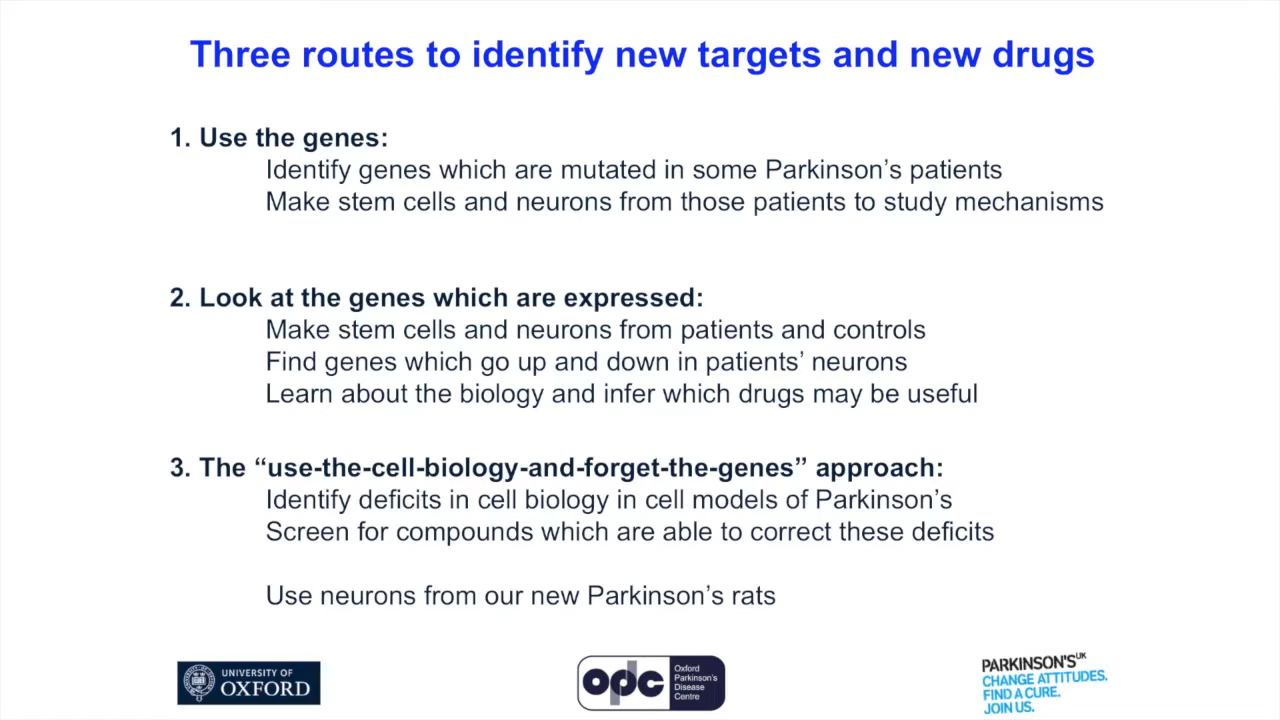 Three routes to identify new targets and new drugs
1. Use the genes:
Identify genes which are mutated in some Parkinson’s patients
Make stem cells and neurons from those patients to study mechanisms
2. Look at the genes which are expressed:
Make stem cells and neurons from patients and controls
Find genes which go up and down in patients’ neurons
Learn about the biology and infer which drugs may be useful
3. The “use-the-cell-biology-and-forget-the-genes” approach:
Identify deficits in cell biology in cell models of Parkinson’s
Screen for compounds which are able to correct these deficits
Use neurons from our new Parkinson’s rats
UNIVERSITY OF
OXFORD
opdc
Oxford
Parkinson’s
Disease
Centre
PARKINSON'S UK
CHANGE ATTITUDES.
FIND A CURE.
JOIN US.